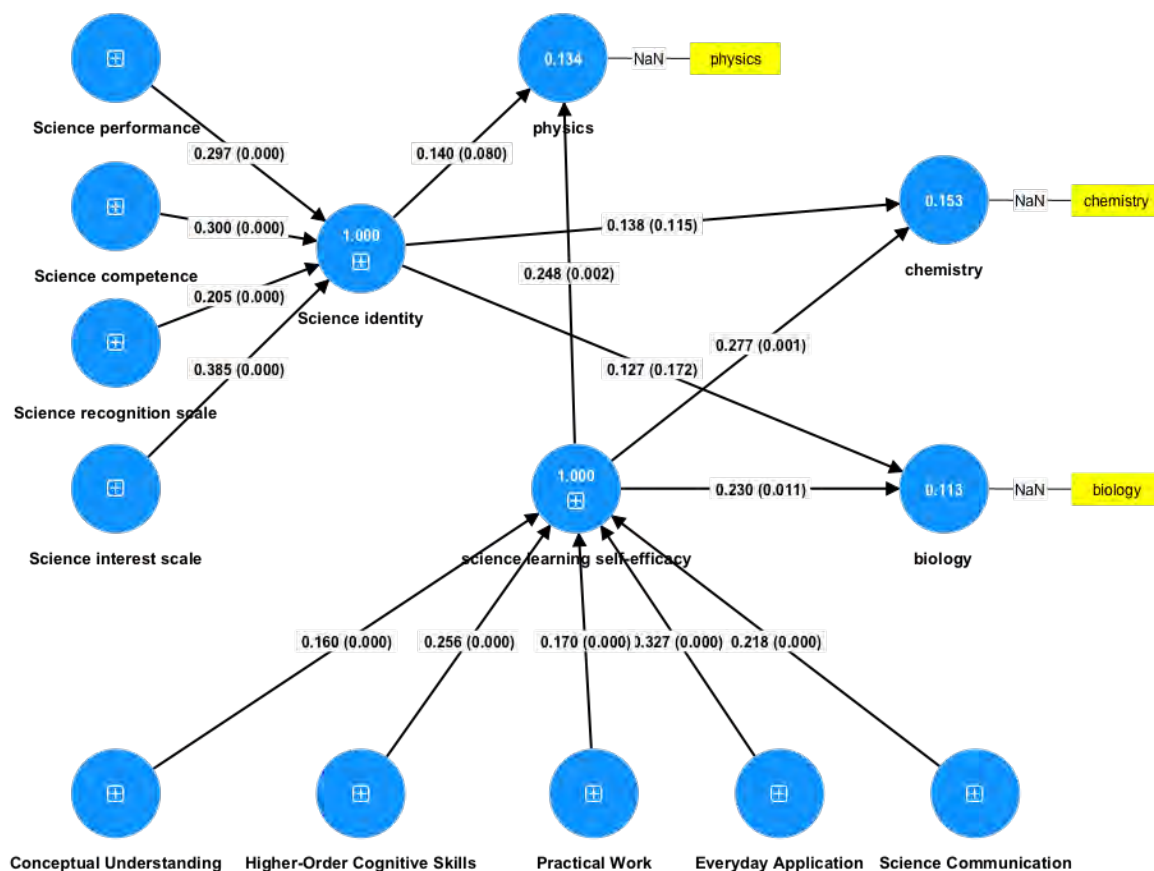 0.134
NaN
physics
Science performance
physics
0.297 (0.000)
0.140 (0.080)
0.300 (0.000)
0.153
NaN
chemistry
1.000
0.138 (0.115)
Science competence
chemistry
0.248 (0.002)
0.205 (0.000)
Science identity
0.277 (0.001)
0.385 (0.000)
0.127 (0.172)
Science recognition scale
1.000
0.230 (0.011)
0.113
NaN
biology
Science interest scale
science learning self-efficacy
biology
0.160 (0.000)
0.256 (0.000)
0.170 (0.000)
0.327 (0.000)
0.218 (0.000)
Conceptual Understanding
Higher-Order Cognitive Skills
Practical Work
Everyday Application
Science Communication